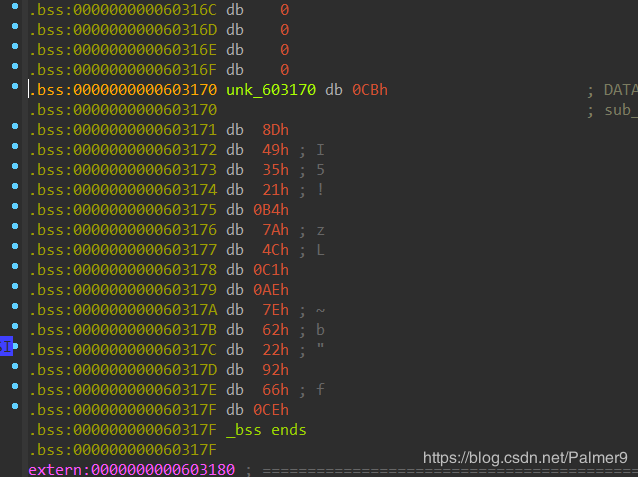 .bss:000000000060316C db    0
.bss:000000000060316D db    0
.bss:000000000060316E db    0
.bss:000000000060316F db    0
.bss:0000000000603170 unk_603170 db 0CBh ; DATA
.bss:0000000000603170 ; sub_
.bss:0000000000603171 db  8Dh
.bss:0000000000603172 db  49h ; I
.bss:0000000000603173 db  35h ; 5
.bss:0000000000603174 db  21h ; !
.bss:0000000000603175 db 0B4h
.bss:0000000000603176 db  7Ah ; z
.bss:0000000000603177 db  4Ch ; L
.bss:0000000000603178 db 0C1h
.bss:0000000000603179 db 0AEh
.bss:000000000060317A db  7Eh ; ~
.bss:000000000060317B db  62h ; b
SI .bss:000000000060317C db  22h ; "
.bss:000000000060317D db  92h
.bss:000000000060317E db  66h ; f
.bss:000000000060317F db 0CEh
.bss:000000000060317F _bss ends
.bss:000000000060317F
https://blog.csdn.net/Palmer9
extern:0000000000603180 ; ===========================================